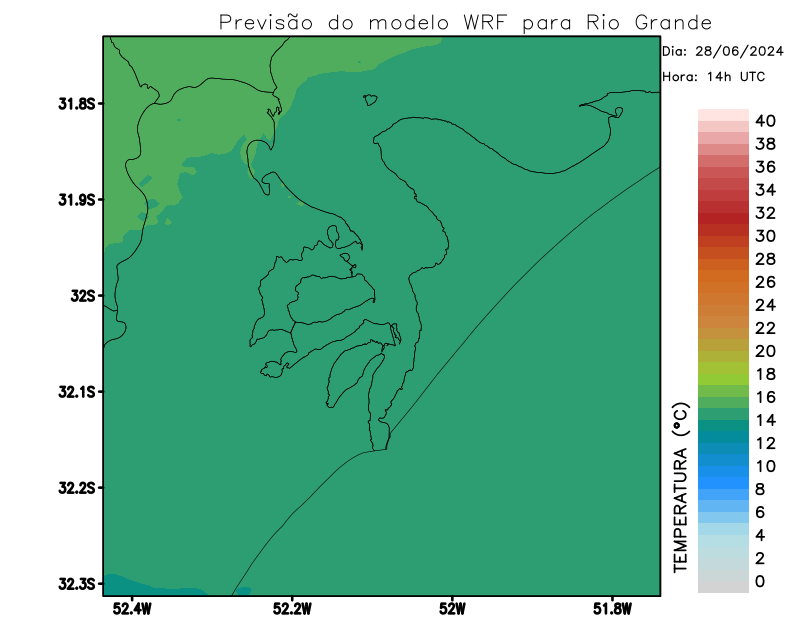 Previsão do modelo WRF para Rio Grande
Dia: 28/06/2024
Hora: 14h UTC
31.8S
31.9S
32S
32.1S
32.2S
32.3S
52.4W
52.2W
52W
51.8W
TEMPERATURA (°C)
40
38
36
34
32
30
28
26
24
22
20
18
16
14
12
10
8
6
4
2
0